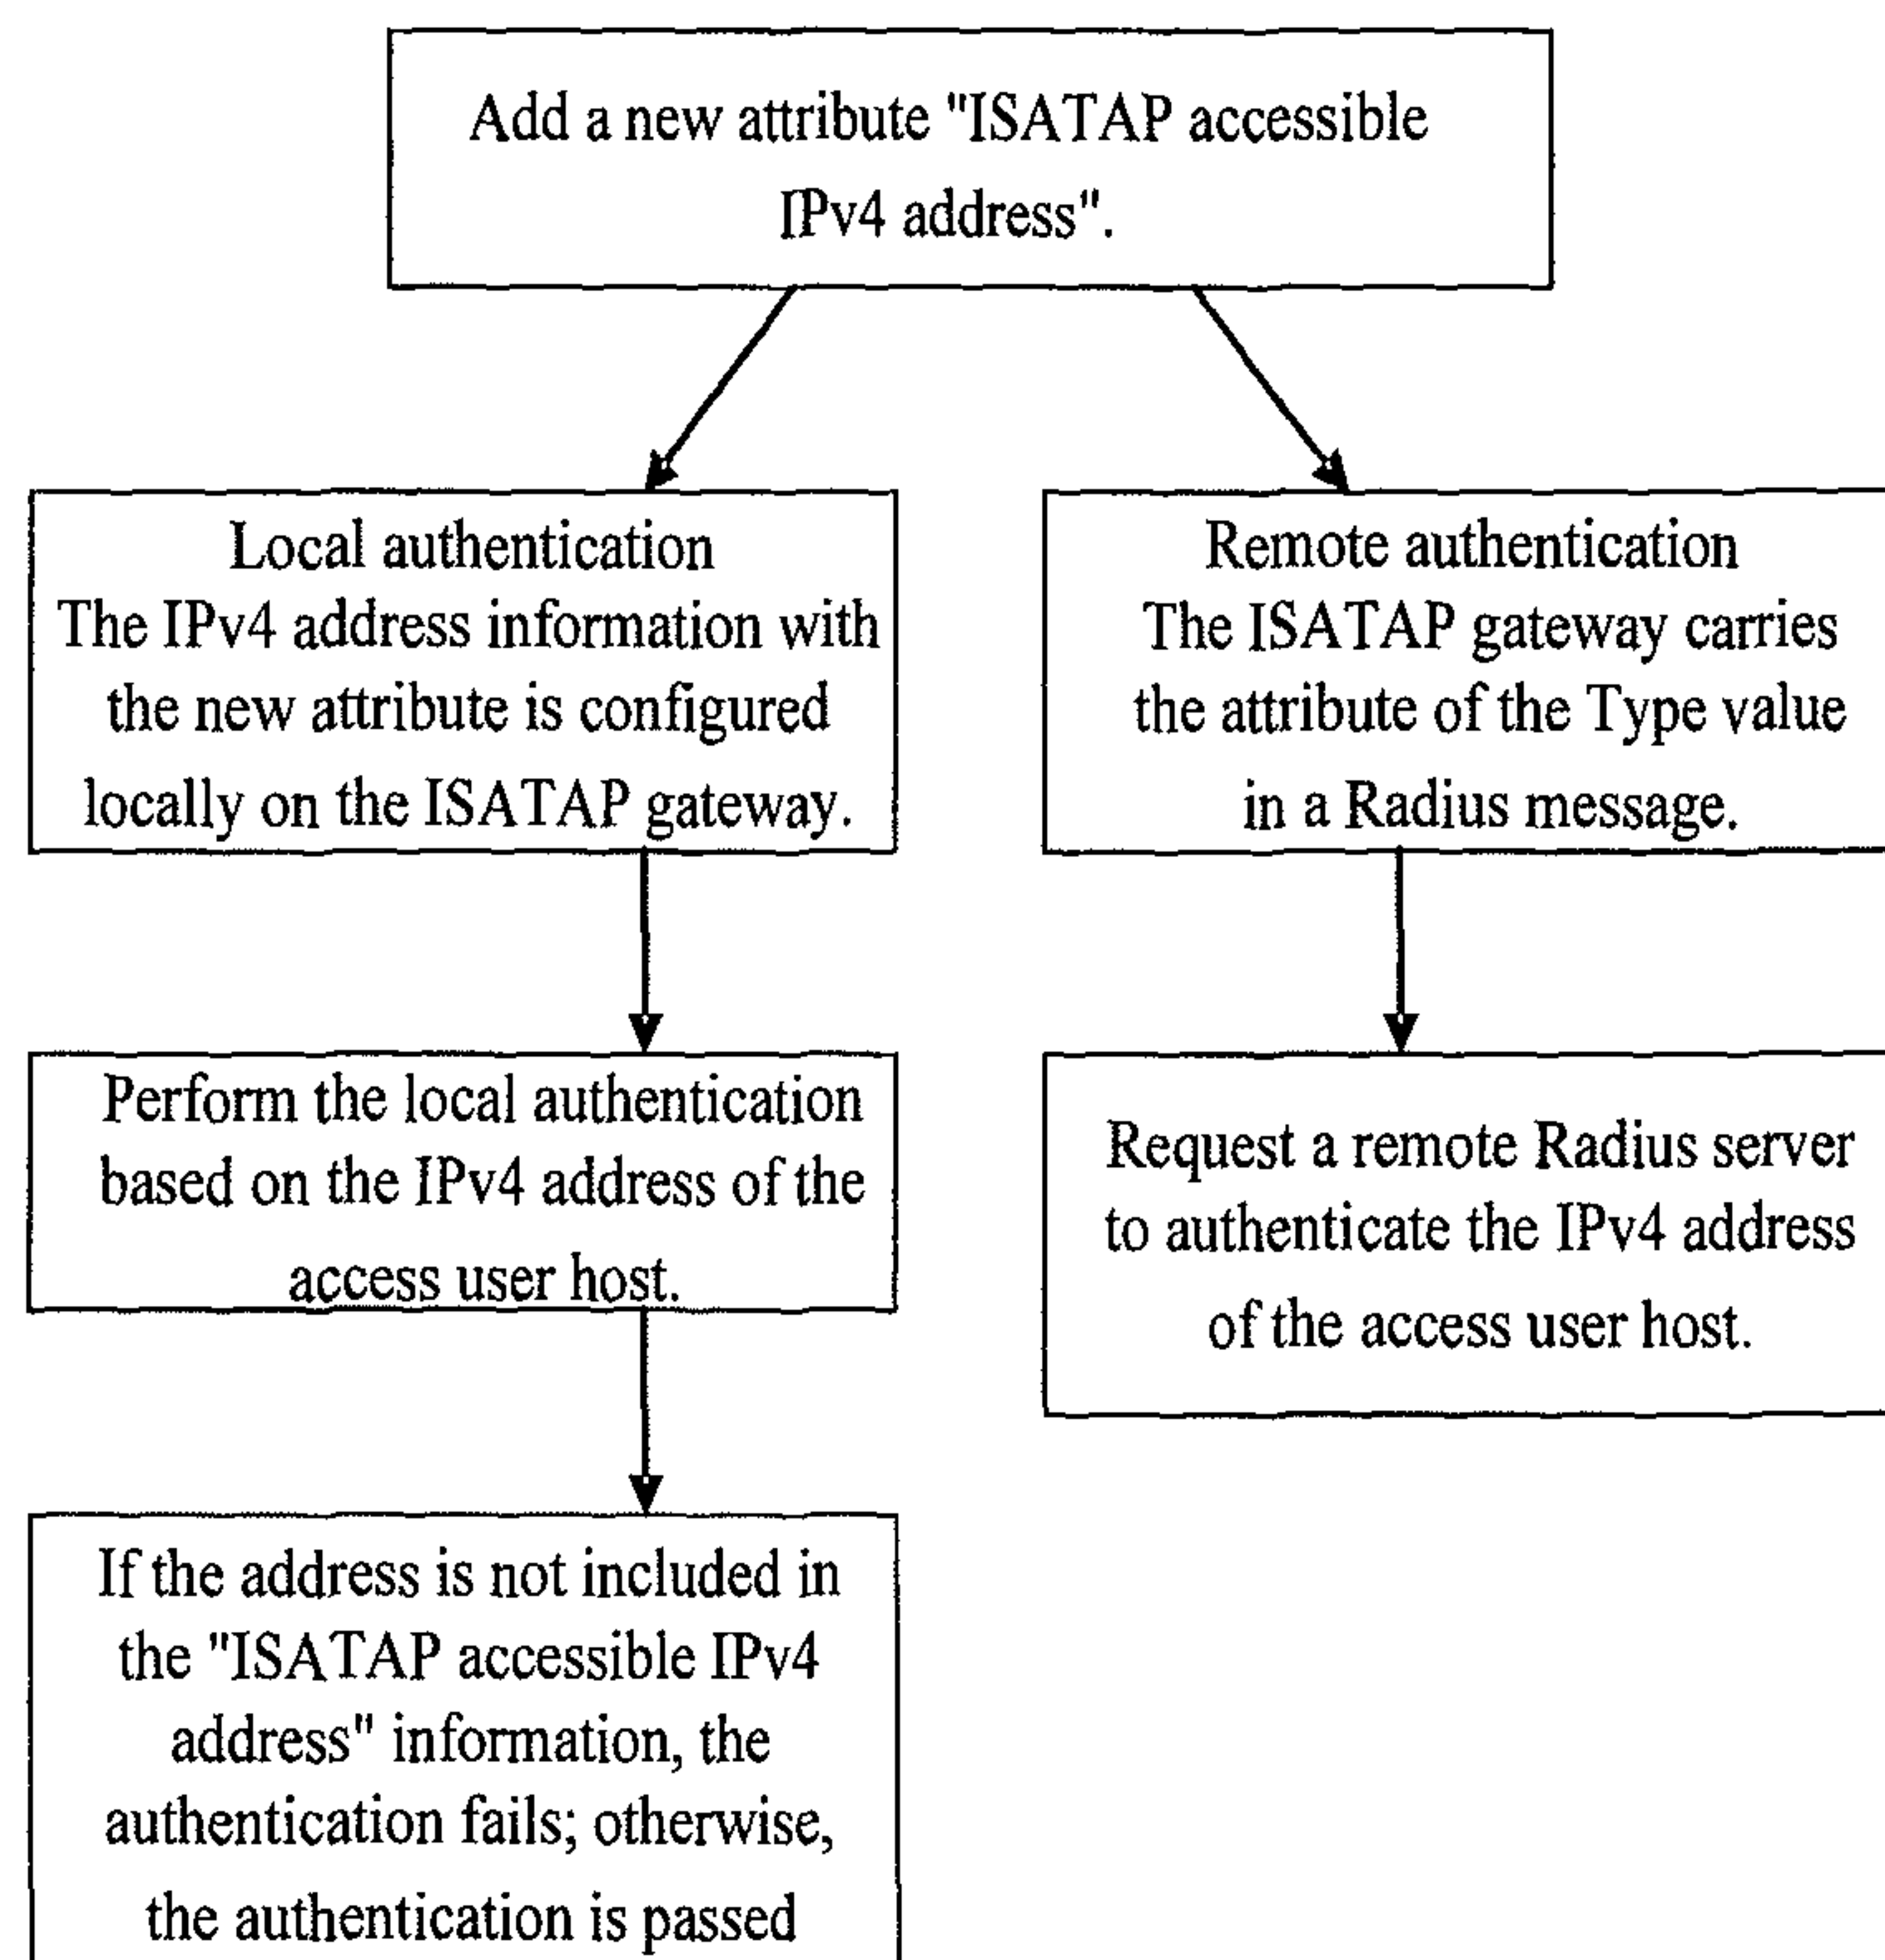 Add a new attribute "ISATAP accessible
IPv4 address".
Local authentication
The IPv4 address information with
the new attribute is configured
locally on the ISATAP gateway.
Remote authentication
The ISATAP gateway carries
the attribute of the Type value
in a Radius message.
Perform the local authentication
based on the IPv4 address of the
access user host.
Request a remote Radius server
to authenticate the IPv4 address
of the access user host.
If the address is not included in
the "ISATAP accessible IPv4
address" information, the
authentication fails; otherwise,
the authentication is passed